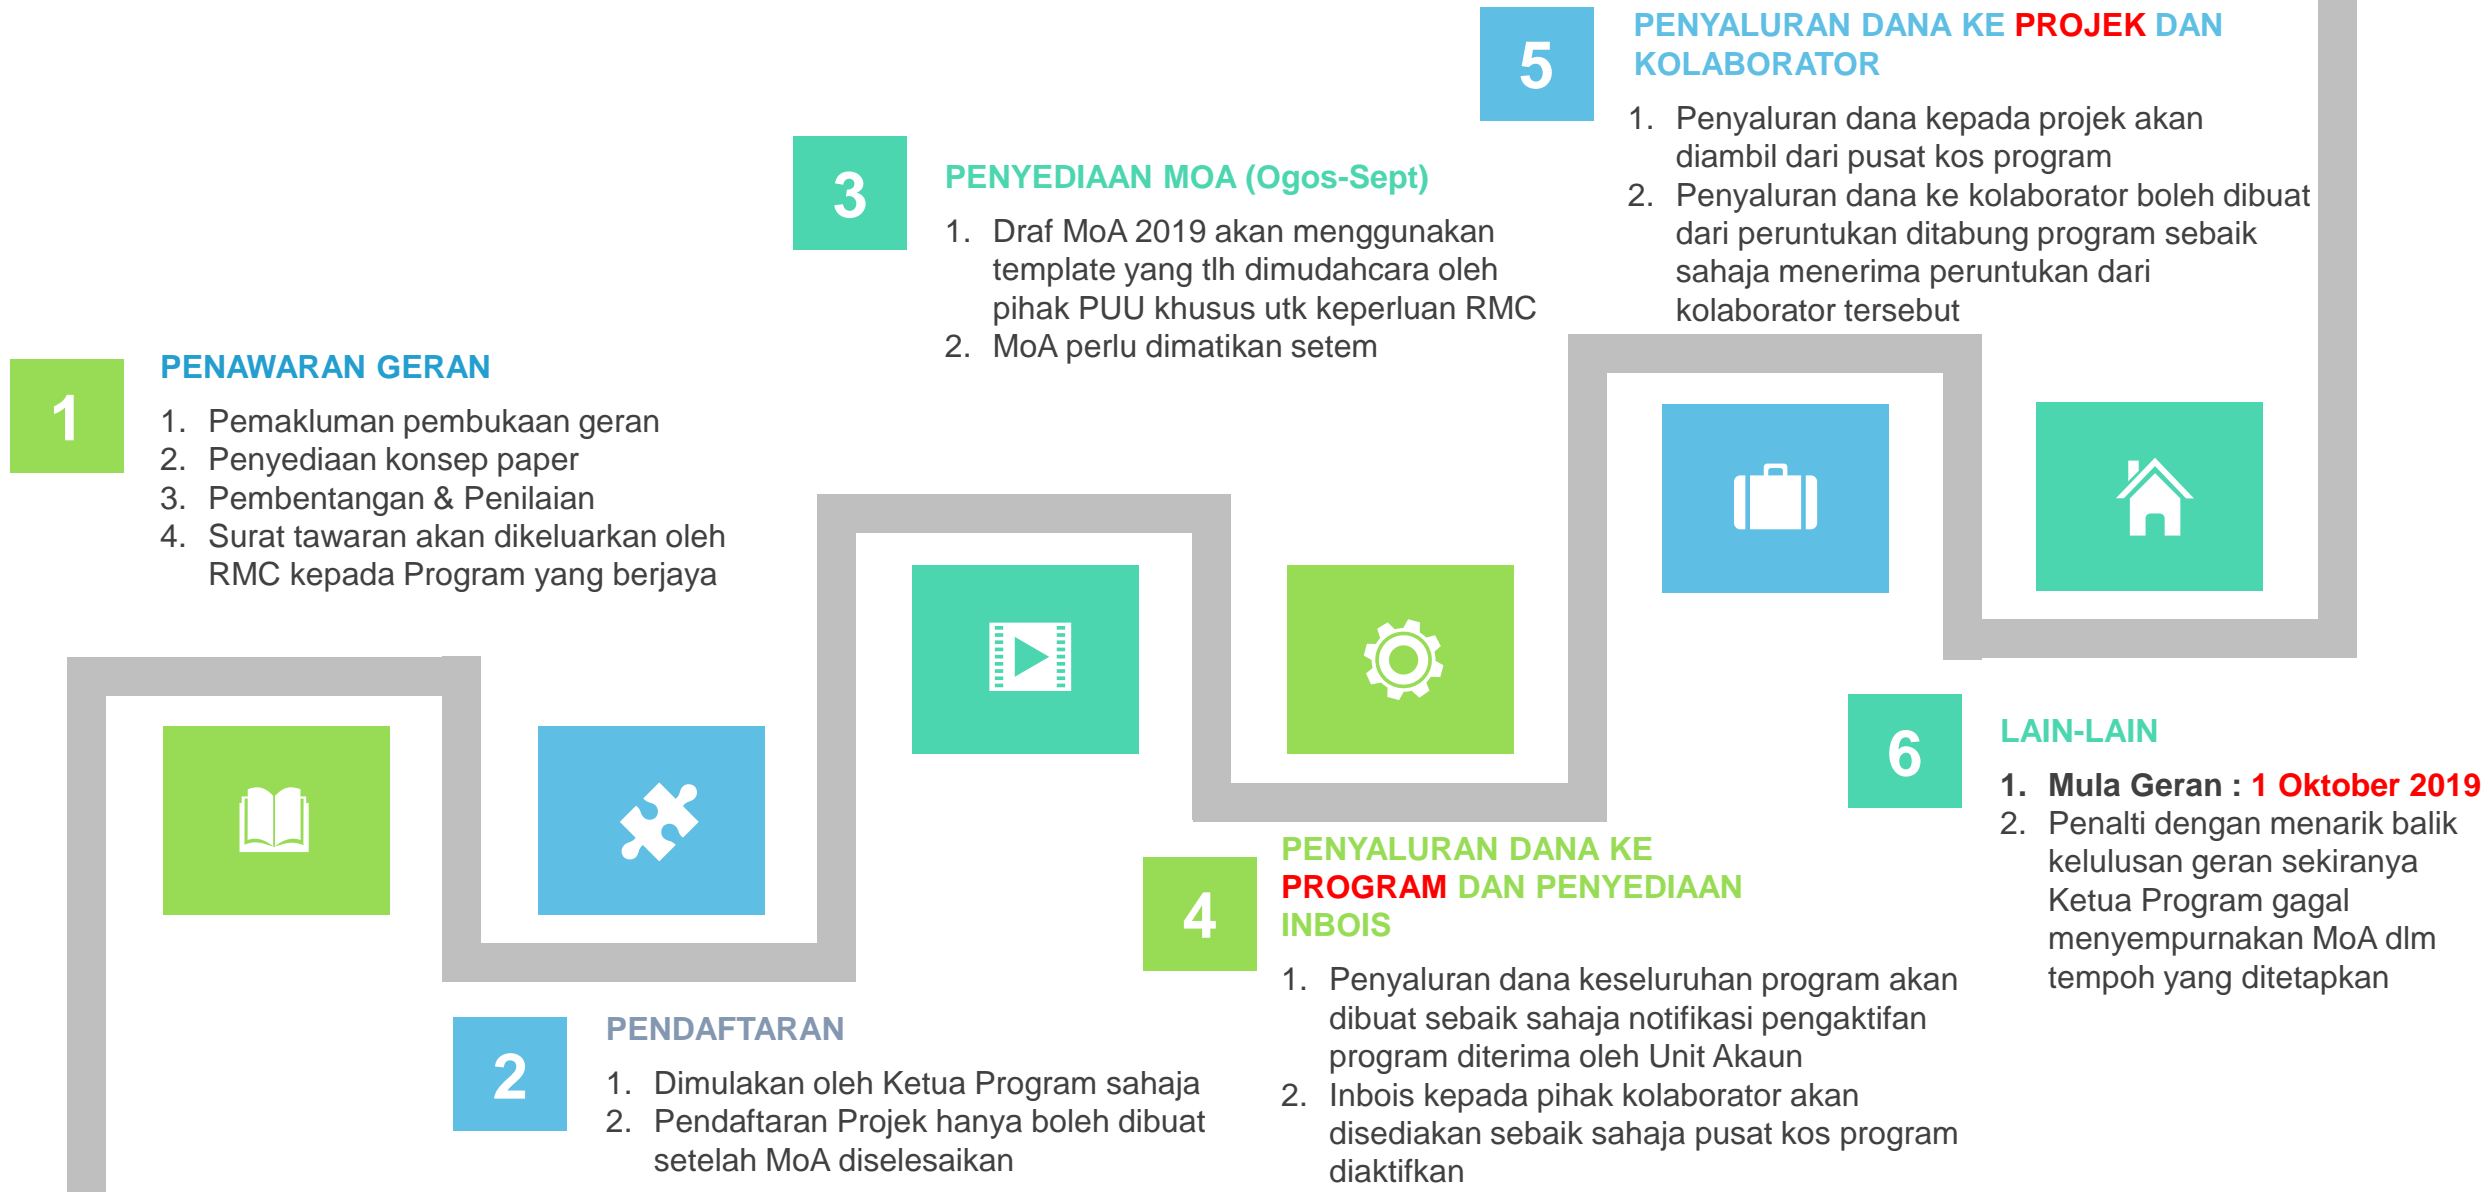 1
PENAWARAN GERAN
1. Pemakluman pembukaan geran
2. Penyediaan konsep paper
3. Pembentangan & Penilaian
4. Surat tawaran akan dikeluarkan oleh
RMC kepada Program yang berjaya
2
PENDAFTARAN
1. Dimulakan oleh Ketua Program sahaja
2. Pendaftaran Projek hanya boleh dibuat
setelah MoA diselesaikan
3
PENYEDIAAN MOA (Ogos-Sept)
1. Draf MoA 2019 akan menggunakan
template yang tlh dimudahcara oleh
pihak PUU khusus utk keperluan RMC
2. MoA perlu dimatikan setem
4
PENYALURAN DANA KE
PROGRAM DAN PENYEDIAAN
INBOIS
1. Penyaluran dana keseluruhan program akan
dibuat sebaik sahaja notifikasi pengaktifan
program diterima oleh Unit Akaun
2. Inbois kepada pihak kolaborator akan
disediakan sebaik sahaja pusat kos program
diaktifkan
5
PENYALURAN DANA KE PROJEK DAN
KOLABORATOR
1. Penyaluran dana kepada projek akan
diambil dari pusat kos program
2. Penyaluran dana ke kolaborator boleh dibuat
dari peruntukan ditabung program sebaik
sahaja menerima peruntukan dari
kolaborator tersebut
6
LAIN-LAIN
1. Mula Geran : 1 Oktober 2019
2. Penalti dengan menarik balik
kelulusan geran sekiranya
Ketua Program gagal
menyempurnakan MoA dlm
tempoh yang ditetapkan